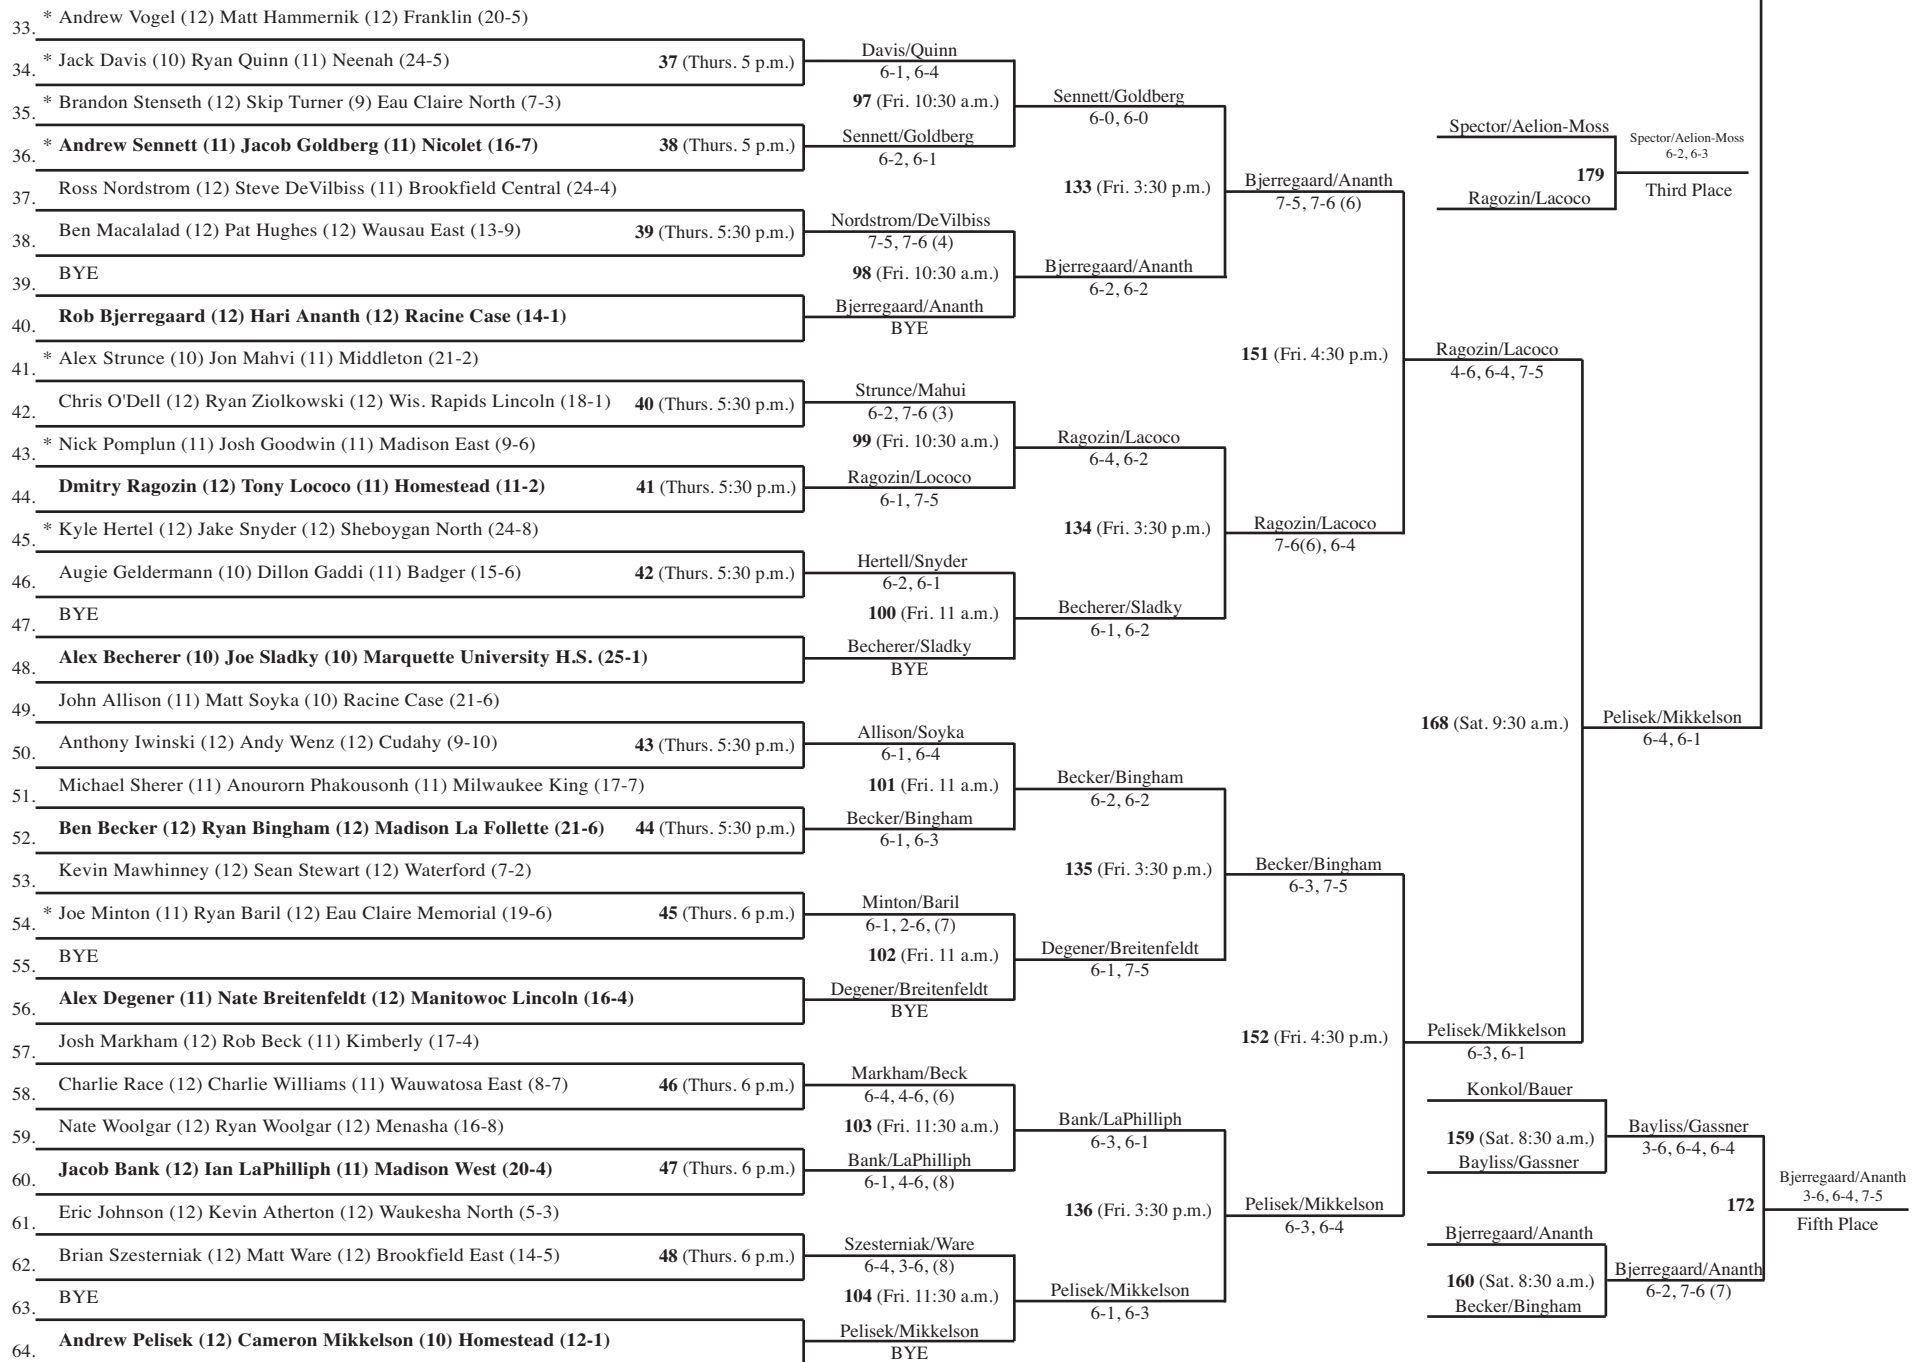 33. * Andrew Vogel (12) Matt Hammernik (12) Franklin (20-5)
34. * Jack Davis (10) Ryan Quinn (11) Neenah (24-5) 37 (Thurs. 5 p.m.)
35. * Brandon Stenseth (12) Skip Turner (9) Eau Claire North (7-3)
36. * Andrew Sennett (11) Jacob Goldberg (11) Nicolet (16-7) 38 (Thurs. 5 p.m.)
37. Ross Nordstrom (12) Steve DeVilbiss (11) Brookfield Central (24-4)
38. Ben Macalalad (12) Pat Hughes (12) Wausau East (13-9) 39 (Thurs. 5:30 p.m.)
39. BYE
40. Rob Bjerregaard (12) Hari Ananth (12) Racine Case (14-1)
41. * Alex Strunce (10) Jon Mahvi (11) Middleton (21-2)
42. Chris O'Dell (12) Ryan Ziolkowski (12) Wis. Rapids Lincoln (18-1) 40 (Thurs. 5:30 p.m.)
43. * Nick Pomplun (11) Josh Goodwin (11) Madison East (9-6)
44. Dmitry Ragozin (12) Tony Lococo (11) Homestead (11-2) 41 (Thurs. 5:30 p.m.)
45. * Kyle Hertel (12) Jake Snyder (12) Sheboygan North (24-8)
46. Augie Geldermann (10) Dillon Gaddi (11) Badger (15-6) 42 (Thurs. 5:30 p.m.)
47. BYE
48. Alex Becherer (10) Joe Sladky (10) Marquette University H.S. (25-1)
49. John Allison (11) Matt Soyka (10) Racine Case (21-6)
50. Anthony Iwinski (12) Andy Wenz (12) Cudahy (9-10) 43 (Thurs. 5:30 p.m.)
51. Michael Sherer (11) Anourorn Phakousonh (11) Milwaukee King (17-7)
52. Ben Becker (12) Ryan Bingham (12) Madison La Follette (21-6) 44 (Thurs. 5:30 p.m.)
53. Kevin Mawhinney (12) Sean Stewart (12) Waterford (7-2)
54. * Joe Minton (11) Ryan Baril (12) Eau Claire Memorial (19-6) 45 (Thurs. 6 p.m.)
55. BYE
56. Alex Degener (11) Nate Breitenfeldt (12) Manitowoc Lincoln (16-4)
57. Josh Markham (12) Rob Beck (11) Kimberly (17-4)
58. Charlie Race (12) Charlie Williams (11) Wauwatosa East (8-7) 46 (Thurs. 6 p.m.)
59. Nate Woolgar (12) Ryan Woolgar (12) Menasha (16-8)
60. Jacob Bank (12) Ian LaPhilliph (11) Madison West (20-4) 47 (Thurs. 6 p.m.)
61. Eric Johnson (12) Kevin Atherton (12) Waukesha North (5-3)
62. Brian Szesterniak (12) Matt Ware (12) Brookfield East (14-5) 48 (Thurs. 6 p.m.)
63. BYE
64. Andrew Pelisek (12) Cameron Mikkelson (10) Homestead (12-1)
Davis/Quinn
6-1, 6-4
97 (Fri. 10:30 a.m.)
Sennett/Goldberg
6-2, 6-1
Nordstrom/DeVilbiss
7-5, 7-6 (4)
98 (Fri. 10:30 a.m.)
Bjerregaard/Ananth
BYE
Strunce/Mahui
6-2, 7-6 (3)
99 (Fri. 10:30 a.m.)
Ragozin/Lococo
6-1, 7-5
Hertell/Snyder
6-2, 6-1
100 (Fri. 11 a.m.)
Becherer/Sladky
BYE
Allison/Soyka
6-1, 6-4
101 (Fri. 11 a.m.)
Becker/Bingham
6-1, 6-3
Minton/Baril
6-1, 2-6, (7)
102 (Fri. 11 a.m.)
Degener/Breitenfeldt
BYE
Markham/Beck
6-4, 4-6, (6)
103 (Fri. 11:30 a.m.)
Bank/LaPhilliph
6-1, 4-6, (8)
Szesterniak/Ware
6-4, 3-6, (8)
104 (Fri. 11:30 a.m.)
Pelisek/Mikkelson
BYE
Sennett/Goldberg
6-0, 6-0
133 (Fri. 3:30 p.m.)
Bjerregaard/Ananth
6-2, 6-2
Ragozin/Lacoco
6-4, 6-2
134 (Fri. 3:30 p.m.)
Becherer/Sladky
6-1, 6-2
Becker/Bingham
6-2, 6-2
135 (Fri. 3:30 p.m.)
Degener/Breitenfeldt
6-1, 7-5
Bank/LaPhilliph
6-3, 6-1
136 (Fri. 3:30 p.m.)
Pelisek/Mikkelson
6-1, 6-3
Bjerregaard/Ananth
7-5, 7-6 (6)
151 (Fri. 4:30 p.m.)
Ragozin/Lacoco
7-6(6), 6-4
Becker/Bingham
6-3, 7-5
152 (Fri. 4:30 p.m.)
Pelisek/Mikkelson
6-3, 6-4
Ragozin/Lacoco
4-6, 6-4, 7-5
168 (Sat. 9:30 a.m.)
Pelisek/Mikkelson
6-3, 6-1
Pelisek/Mikkelson
6-4, 6-1
Spector/Aelion-Moss
179
Ragozin/Lacoco
Spector/Aelion-Moss
6-2, 6-3
Third Place
Konkol/Bauer
159 (Sat. 8:30 a.m.)
Bayliss/Gassner
Bayliss/Gassner
3-6, 6-4, 6-4
172
Bjerregaard/Ananth
160 (Sat. 8:30 a.m.)
Becker/Bingham
Bjerregaard/Ananth
6-2, 7-6 (7)
Bjerregaard/Ananth
3-6, 6-4, 7-5
Fifth Place